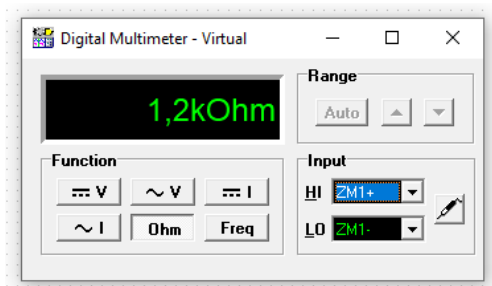 Digital Multimeter - Virtual
1,2kOhm
Range
Auto
Function
V
V
I
I
Ohm
Freq
Input
HI ZM1+
LO ZM1-